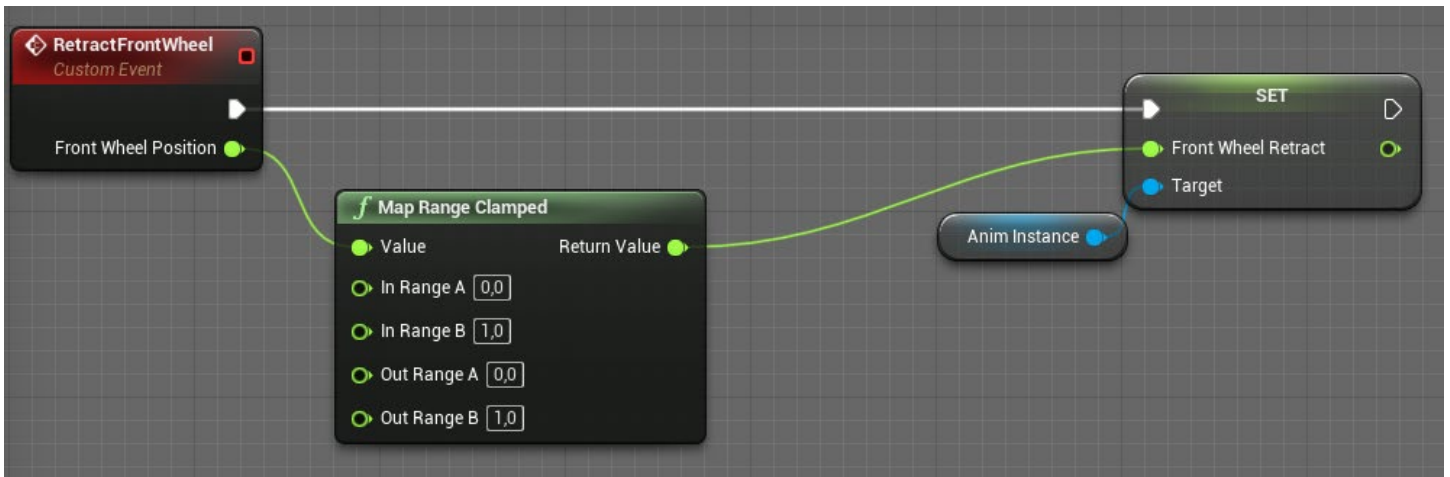 RetractFrontWheel
Custom Event
Front Wheel Position
f Map Range Clamped
Value Return Value
In Range A 0,0
In Range B 1,0
Out Range A 0,0
Out Range B 1,0
Anim Instance
SET
Front Wheel Retract
Target